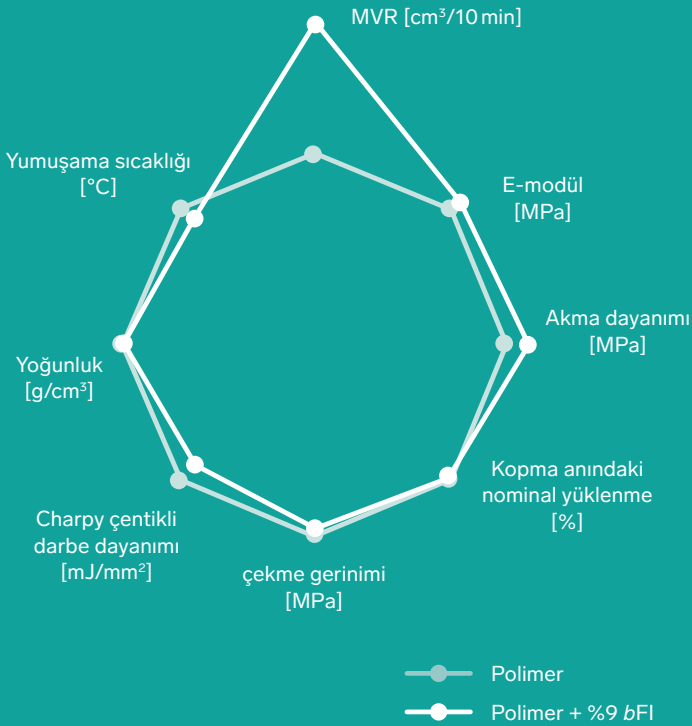 MVR [cm³/10 min]
Yumuşama sıcaklığı
[°C]
E-modül
[MPa]
Akma dayanımı
[MPa]
Yoğunluk
[g/cm³]
Kopma anındaki
nominal yüklenme
[%]
Charpy çentikli
darbe dayanımı
[mJ/mm²]
çekme gerinimi
[MPa]
Polimer
Polimer + %9 bFI